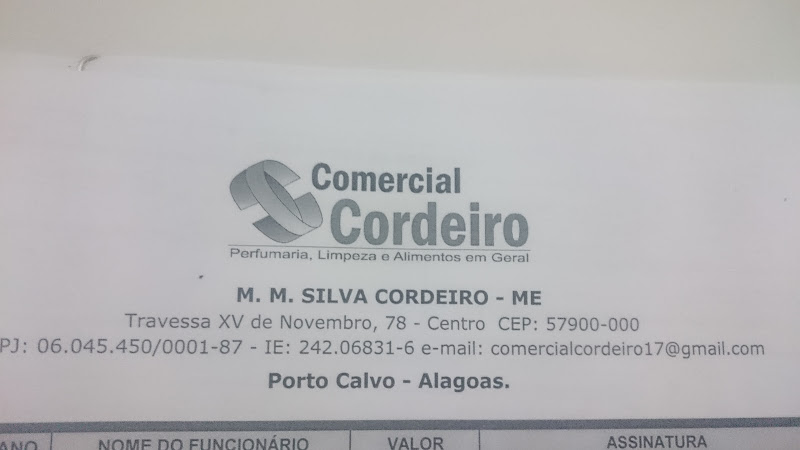 Comercial
Cordeiro
Perfumaria, Limpeza e Alimentos em Geral
M. M. SILVA CORDEIRO - ME
Travessa XV de Novembro, 78 - Centro CEP: 57900-000
PJ: 06.045.450/0001-87 - IE: 242.06831-6 e-mail: comercialcordeiro17@gmail.com
Porto Calvo - Alagoas.
ANO NOME DO FUNCIONÁRIO VALOR ASSINATURA